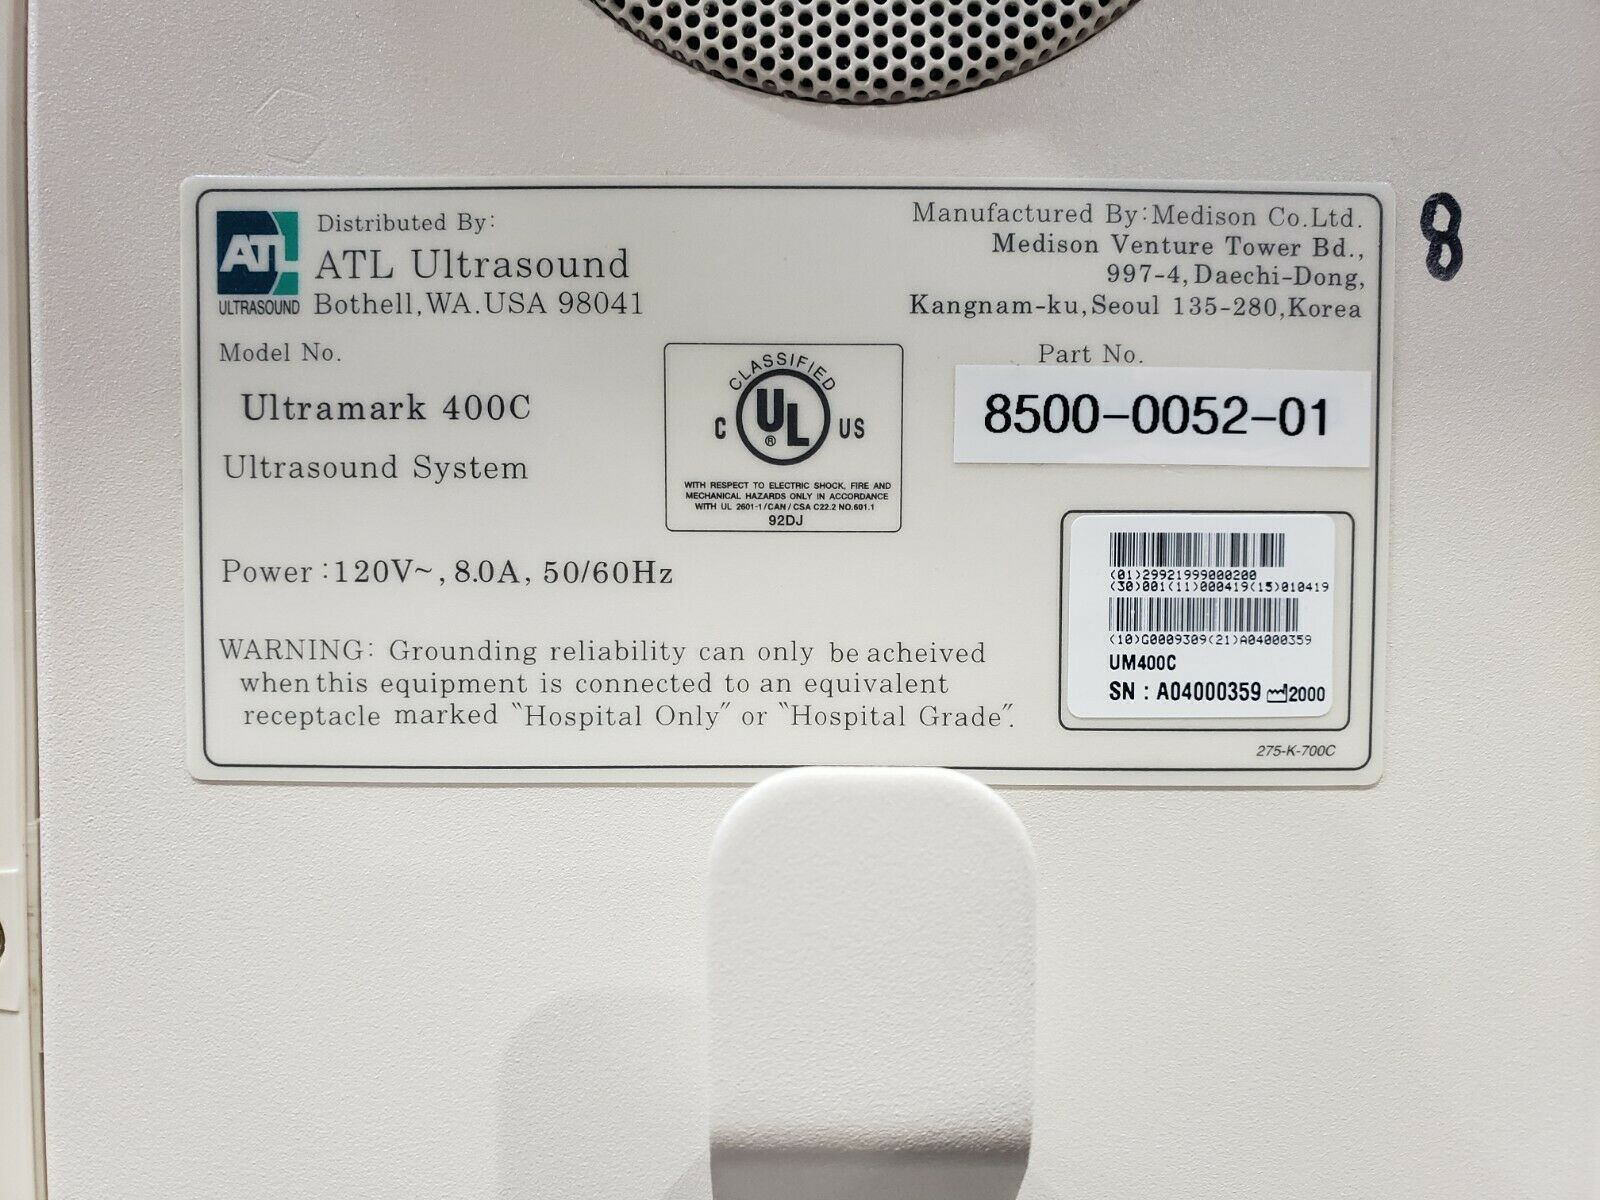 8
ATL
ULTRASOUND
Distributed By:
ATL Ultrasound
Bothell,WA.USA 98041
Manufactured By:Medison Co.Ltd.
Medison Venture Tower Bd.,
997-4,Daechi-Dong,
Kangnam-ku,Seoul 135-280,Korea
Model No.
Ultramark 400C
Ultrasound System
CLASSIFIED
C UL® US
WITH RESPECT TO ELECTRIC SHOCK, FIRE AND
MECHANICAL HAZARDS ONLY IN ACCORDANCE
WITH UL 2601-1/CAN/CSA C22.2 NO.601.1
92DJ
Part No.
8500-0052-01
Power:120V~, 8.0A, 50/60Hz
(01)29921999000200
(30)001(11)000419(15)010419
(10)G0009309(21)A04000359
UM400C
SN : A04000359 2000
WARNING: Grounding reliability can only be acheived
when this equipment is connected to an equivalent
receptacle marked "Hospital Only" or "Hospital Grade".
275-K-700C